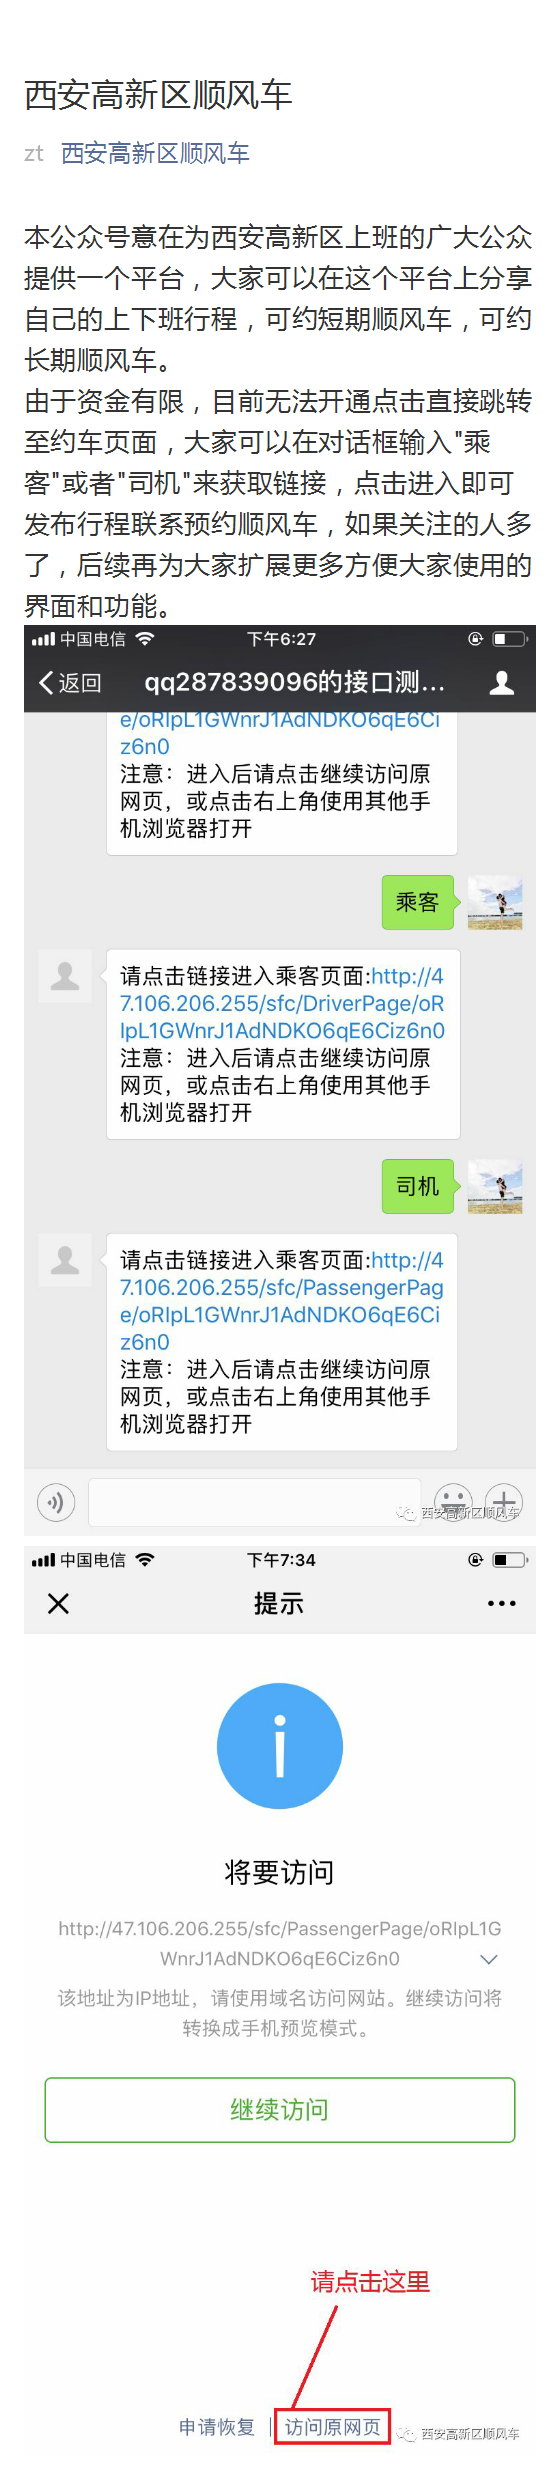 西安高新区顺风车
zt 西安高新区顺风车
本公众号意在为西安高新区上班的广大公众
提供一个平台，大家可以在这个平台上分享
自己的上下班行程，可约短期顺风车，可约
长期顺风车。
由于资金有限，目前无法开通点击直接跳转
至约车页面，大家可以在对话框输入"乘
客"或者"司机"来获取链接，点击进入即可
发布行程联系预约顺风车，如果关注的人多
了，后续再为大家扩展更多方便大家使用的
界面和功能。
中国电信 下午6:27
返回 qq287839096的接口测...
e/oRIpL1GWnrJ1AdNDKO6qE6Ci
z6n0
注意：进入后请点击继续访问原
网页，或点击右上角使用其他手
机浏览器打开
乘客
请点击链接进入乘客页面:http://4
7.106.206.255/sfc/DriverPage/oR
IpL1GWnrJ1AdNDKO6qE6Ciz6n0
注意：进入后请点击继续访问原
网页，或点击右上角使用其他手
机浏览器打开
司机
请点击链接进入乘客页面:http://4
7.106.206.255/sfc/PassengerPag
e/oRIpL1GWnrJ1AdNDKO6qE6Ci
z6n0
注意：进入后请点击继续访问原
网页，或点击右上角使用其他手
机浏览器打开
西安高新区顺风车
中国电信 下午7:34
提示
将要访问
http://47.106.206.255/sfc/PassengerPage/oRIpL1G
WnrJ1AdNDKO6qE6Ciz6n0
该地址为IP地址，请使用域名访问网站。继续访问将
转换成手机预览模式。
继续访问
请点击这里
申请恢复 | 访问原网页
西安高新区顺风车